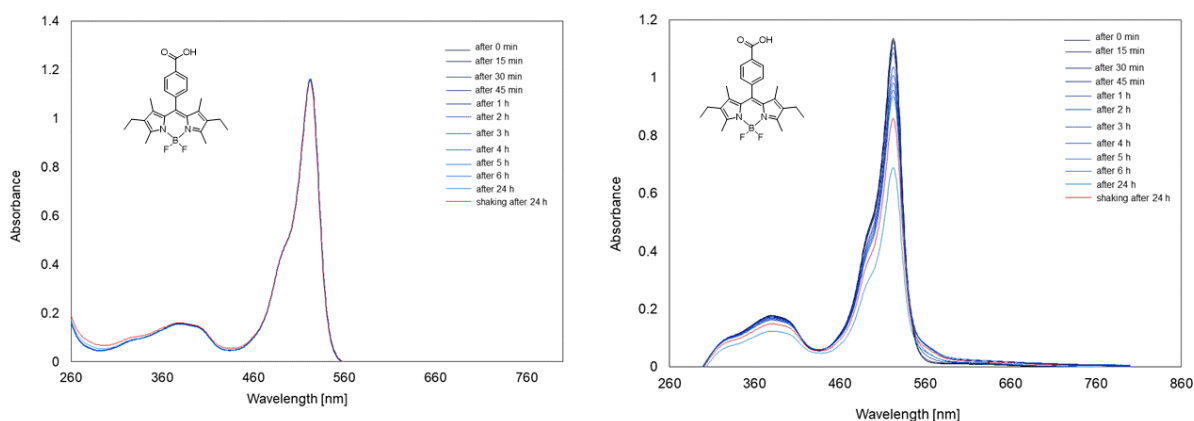 1.4
1.2
1
0.8
0.6
0.4
0.2
0
260
360
460
560
660
760
Absorbance
Wavelength [nm]
O
OH
N
N
B
F
F
after 0 min
after 15 min
after 30 min
after 45 min
after 1 h
after 2 h
after 3 h
after 4 h
after 5 h
after 6 h
after 24 h
shaking after 24 h
1.2
1
0.8
0.6
0.4
0.2
0
260
360
460
560
660
760
860
Absorbance
Wavelength [nm]
O
OH
N
N
B
F
F
after 0 min
after 15 min
after 30 min
after 45 min
after 1 h
after 2 h
after 3 h
after 4 h
after 5 h
after 6 h
after 24 h
shaking after 24 h